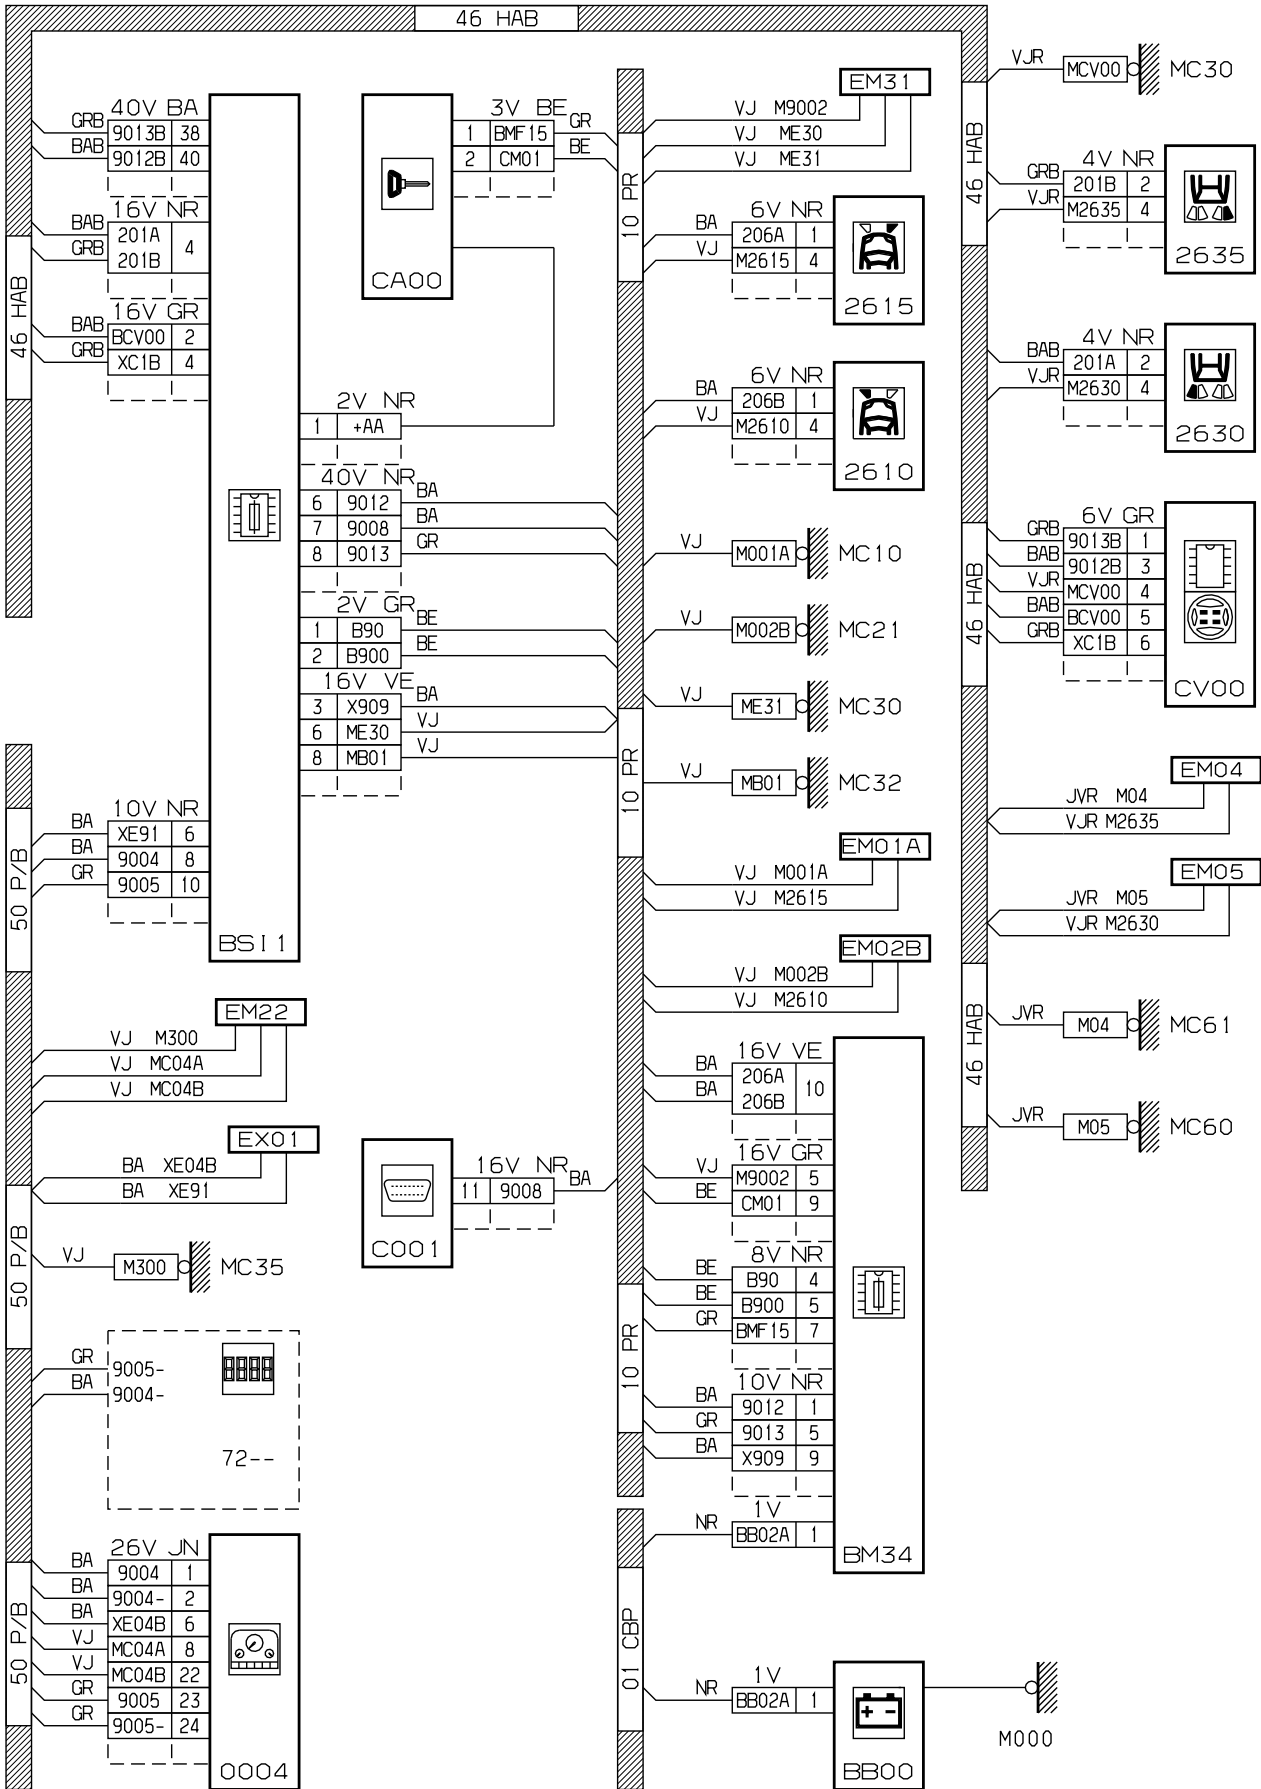 46 HAB
40V BA
GRB 9013B 38
BAB 9012B 40
16V NR
BAB 201A 4
GRB 201B
46 HAB
16V GR
BAB BCV00 2
GRB XC1B 4
2V NR
1 +AA
40V NR
6 9012 BA
7 9008 BA
8 9013 GR
2V GR
1 B90 BE
2 B900 BE
16V VE
3 X909 BA
6 ME30 VJ
8 MB01 VJ
10V NR
BA XE91 6
BA 9004 8
GR 9005 10
50 P/B
BSI1
3V BE
1 BMF15 GR
2 CM01 BE
CA00
EM22
VJ M300
VJ MC04A
VJ MC04B
EX01
BA XE04B
BA XE91
50 P/B
VJ M300 MC35
GR 9005-
BA 9004-
72--
26V JN
BA 9004 1
BA 9004- 2
BA XE04B 6
VJ MC04A 8
VJ MC04B 22
GR 9005 23
GR 9005- 24
50 P/B
0004
16V NR
11 9008 BA
C001
10 PR
EM31
VJ M9002
VJ ME30
VJ ME31
6V NR
BA 206A 1
VJ M2615 4
2615
6V NR
BA 206B 1
VJ M2610 4
2610
VJ M001A MC10
VJ M002B MC21
VJ ME31 MC30
10 PR
VJ MB01 MC32
EM01A
VJ M001A
VJ M2615
EM02B
VJ M002B
VJ M2610
16V VE
BA 206A 10
BA 206B
16V GR
VJ M9002 5
BE CM01 9
8V NR
BE B90 4
BE B900 5
GR BMF15 7
10 PR
10V NR
BA 9012 1
GR 9013 5
BA X909 9
1V
NR BB02A 1
BM34
01 CBP
1V
NR BB02A 1
BB00
M000
VJR MCV00 MC30
46 HAB
4V NR
GRB 201B 2
VJR M2635 4
2635
4V NR
BAB 201A 2
VJR M2630 4
2630
46 HAB
6V GR
GRB 9013B 1
BAB 9012B 3
VJR MCV00 4
BAB BCV00 5
GRB XC1B 6
CV00
EM04
JVR M04
VJR M2635
EM05
JVR M05
VJR M2630
46 HAB
JVR M04 MC61
JVR M05 MC60